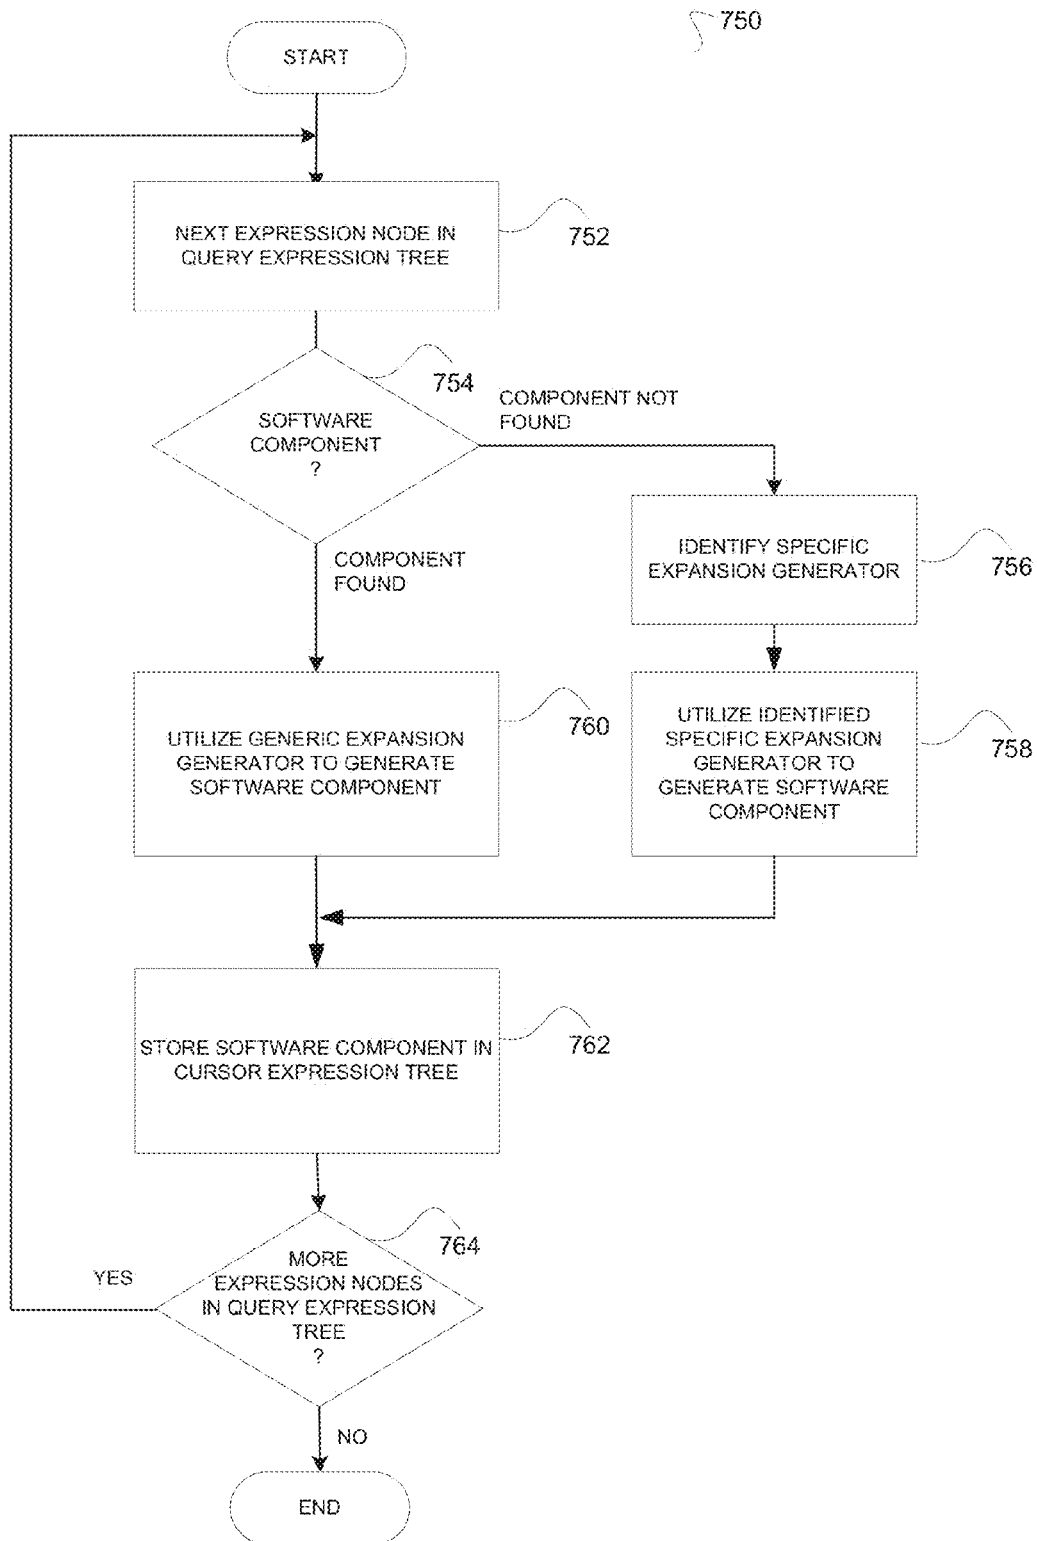 750
START
NEXT EXPRESSION NODE IN
QUERY EXPRESSION TREE
752
754
SOFTWARE
COMPONENT
?
COMPONENT NOT
FOUND
COMPONENT
FOUND
IDENTIFY SPECIFIC
EXPANSION GENERATOR
756
UTILIZE GENERIC EXPANSION
GENERATOR TO GENERATE
SOFTWARE COMPONENT
760
UTILIZE IDENTIFIED
SPECIFIC EXPANSION
GENERATOR TO
GENERATE SOFTWARE
COMPONENT
758
STORE SOFTWARE COMPONENT IN
CURSOR EXPRESSION TREE
762
764
MORE
EXPRESSION NODES
IN QUERY EXPRESSION
TREE
?
YES
NO
END